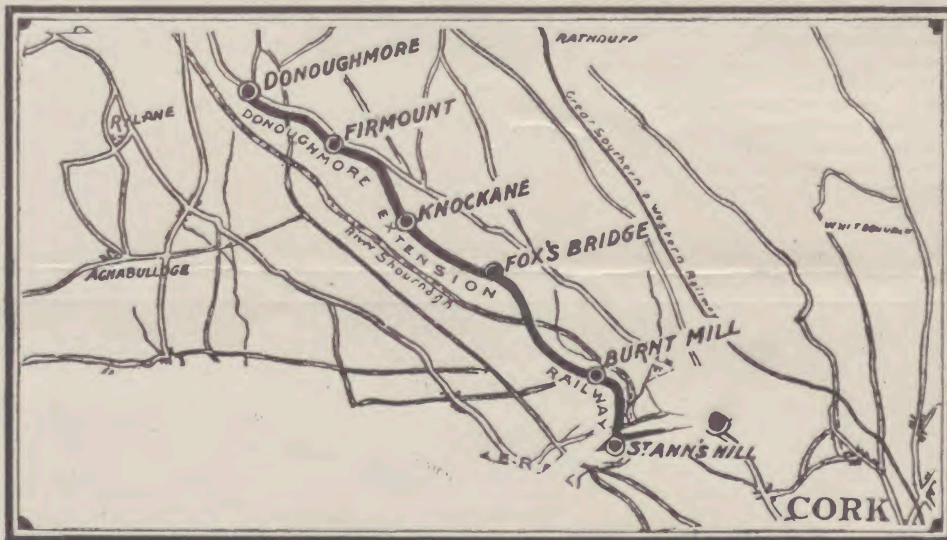 RATHDUFF
DONOUGHMORE
RYLANE
FIRMOUNT
DONOUGHMORE EXTENSION RAILWAY
Great Southern & Western Railway
KNOCKANE
River Shournagh
FOX'S BRIDGE
AGHABULLOGE
BURNT MILL
ST ANN'S HILL
CORK